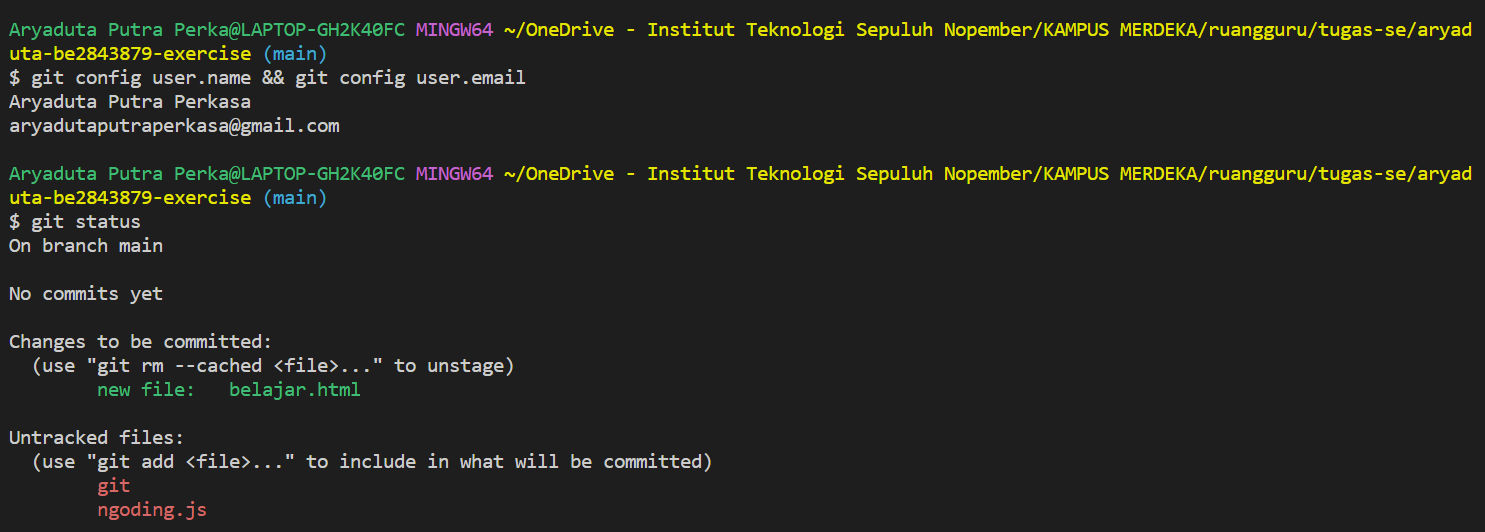 Aryaduta Putra Perka@LAPTOP-GH2K40FC MINGW64 ~/OneDrive - Institut Teknologi Sepuluh Nopember/KAMPUS MERDEKA/ruangguru/tugas-se/aryad
uta-be2843879-exercise (main)
$ git config user.name && git config user.email
Aryaduta Putra Perkasa
aryadutaputraperkasa@gmail.com
Aryaduta Putra Perka@LAPTOP-GH2K40FC MINGW64 ~/OneDrive - Institut Teknologi Sepuluh Nopember/KAMPUS MERDEKA/ruangguru/tugas-se/aryad
uta-be2843879-exercise (main)
$ git status
On branch main
No commits yet
Changes to be committed:
(use "git rm --cached <file>..." to unstage)
new file: belajar.html
Untracked files:
(use "git add <file>..." to include in what will be committed)
git
ngoding.js